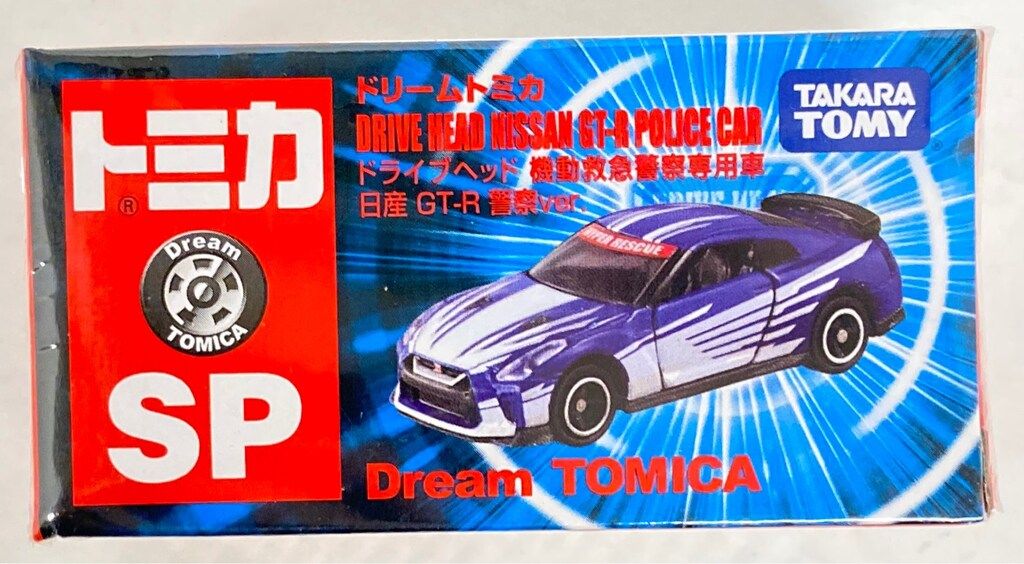 トミカ
®
Dream
TOMICA
SP
ドリームトミカ
DRIVE HEAD NISSAN GT-R POLICE CAR
ドライブヘッド 機動救急警察専用車
日産 GT-R 警察ver.
TAKARA
TOMY
HYPER RESCUE
Dream TOMICA